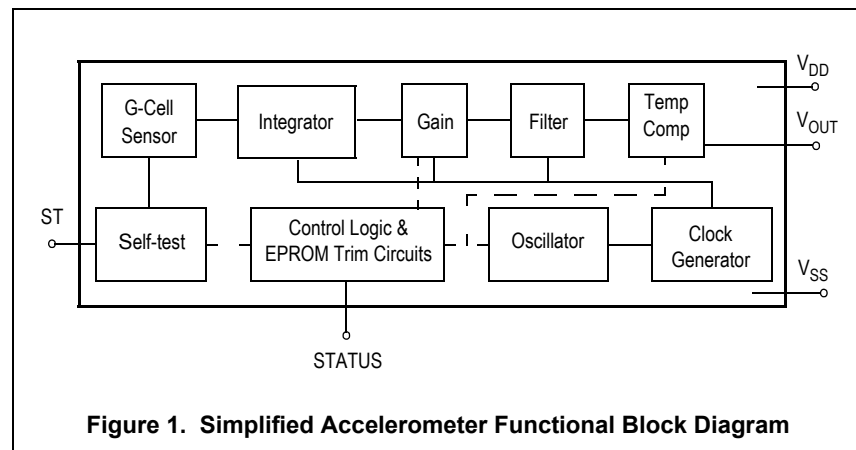 V_DD
G-Cell
Sensor
Integrator
Gain
Filter
Temp
Comp
V_OUT
ST
Self-test
Control Logic &
EPROM Trim Circuits
Oscillator
Clock
Generator
V_SS
STATUS
Figure 1. Simplified Accelerometer Functional Block Diagram